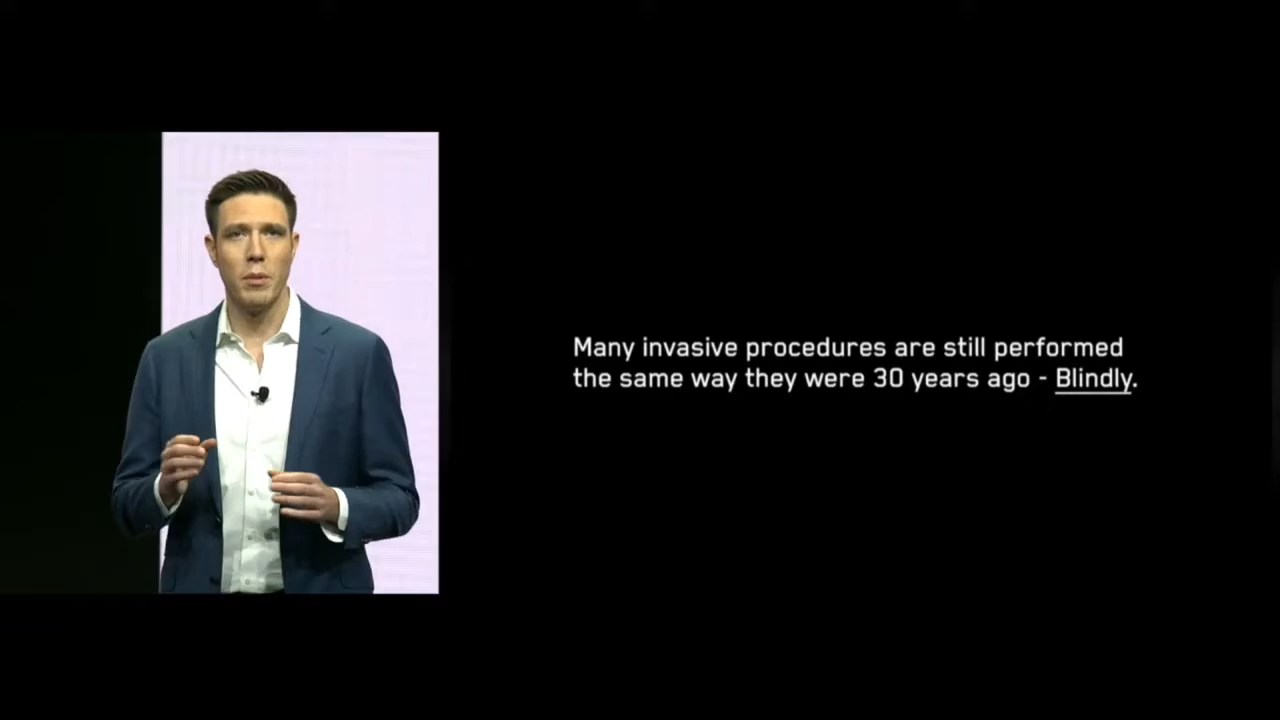 Many invasive procedures are still performed
the same way they were 30 years ago - Blindly.